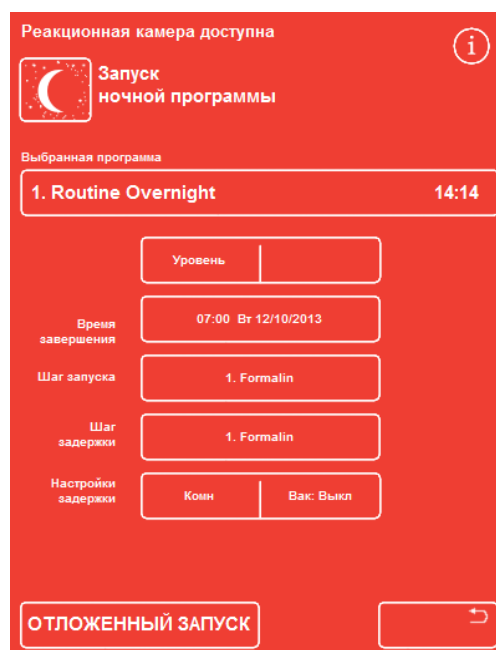 Реакционная камера доступна
i
Запуск
ночной программы
Выбранная программа
1. Routine Overnight 14:14
Уровень
Время
завершения
07:00 Вт 12/10/2013
Шаг запуска
1. Formalin
Шаг
задержки
1. Formalin
Настройки
задержки
Комн Вак: Выкл
ОТЛОЖЕННЫЙ ЗАПУСК